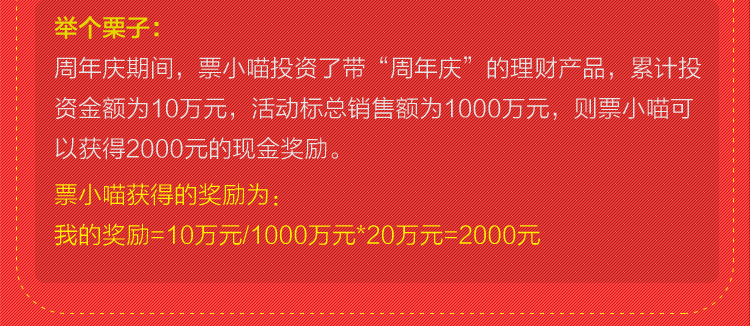 举个栗子：
周年庆期间，票小喵投资了带“周年庆”的理财产品，累计投
资金额为10万元，活动标总销售额为1000万元，则票小喵可
以获得2000元的现金奖励。
票小喵获得的奖励为：
我的奖励=10万元/1000万元*20万元=2000元